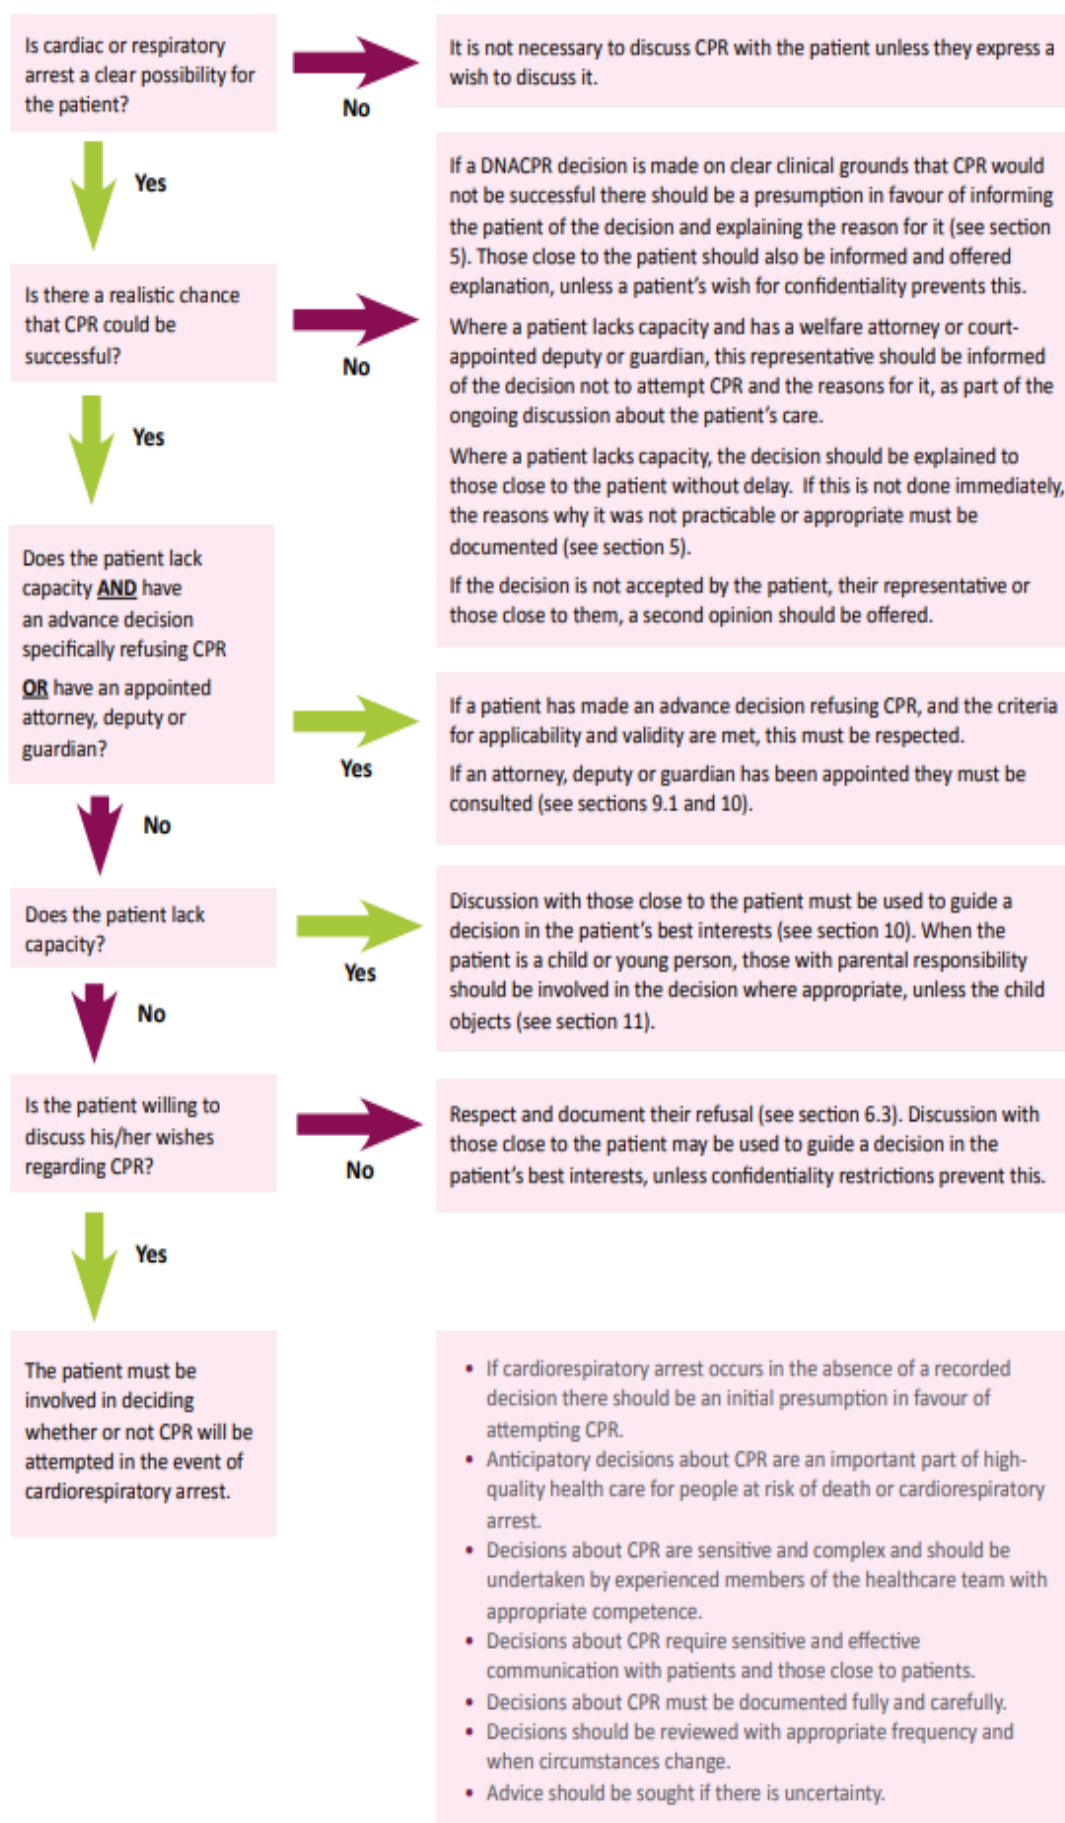 Is cardiac or respiratory
arrest a clear possibility for
the patient?
No
It is not necessary to discuss CPR with the patient unless they express a
wish to discuss it.
Yes
Is there a realistic chance
that CPR could be
successful?
No
If a DNACPR decision is made on clear clinical grounds that CPR would
not be successful there should be a presumption in favour of informing
the patient of the decision and explaining the reason for it (see section
5). Those close to the patient should also be informed and offered
explanation, unless a patient's wish for confidentiality prevents this.
Where a patient lacks capacity and has a welfare attorney or court-
appointed deputy or guardian, this representative should be informed
of the decision not to attempt CPR and the reasons for it, as part of the
ongoing discussion about the patient's care.
Where a patient lacks capacity, the decision should be explained to
those close to the patient without delay. If this is not done immediately,
the reasons why it was not practicable or appropriate must be
documented (see section 5).
If the decision is not accepted by the patient, their representative or
those close to them, a second opinion should be offered.
Yes
Does the patient lack
capacity AND have
an advance decision
specifically refusing CPR
OR have an appointed
attorney, deputy or
guardian?
Yes
If a patient has made an advance decision refusing CPR, and the criteria
for applicability and validity are met, this must be respected.
If an attorney, deputy or guardian has been appointed they must be
consulted (see sections 9.1 and 10).
No
Does the patient lack
capacity?
Yes
Discussion with those close to the patient must be used to guide a
decision in the patient's best interests (see section 10). When the
patient is a child or young person, those with parental responsibility
should be involved in the decision where appropriate, unless the child
objects (see section 11).
No
Is the patient willing to
discuss his/her wishes
regarding CPR?
No
Respect and document their refusal (see section 6.3). Discussion with
those close to the patient may be used to guide a decision in the
patient's best interests, unless confidentiality restrictions prevent this.
Yes
The patient must be
involved in deciding
whether or not CPR will be
attempted in the event of
cardiorespiratory arrest.
• If cardiorespiratory arrest occurs in the absence of a recorded
decision there should be an initial presumption in favour of
attempting CPR.
• Anticipatory decisions about CPR are an important part of high-
quality health care for people at risk of death or cardiorespiratory
arrest.
• Decisions about CPR are sensitive and complex and should be
undertaken by experienced members of the healthcare team with
appropriate competence.
• Decisions about CPR require sensitive and effective
communication with patients and those close to patients.
• Decisions about CPR must be documented fully and carefully.
• Decisions should be reviewed with appropriate frequency and
when circumstances change.
• Advice should be sought if there is uncertainty.